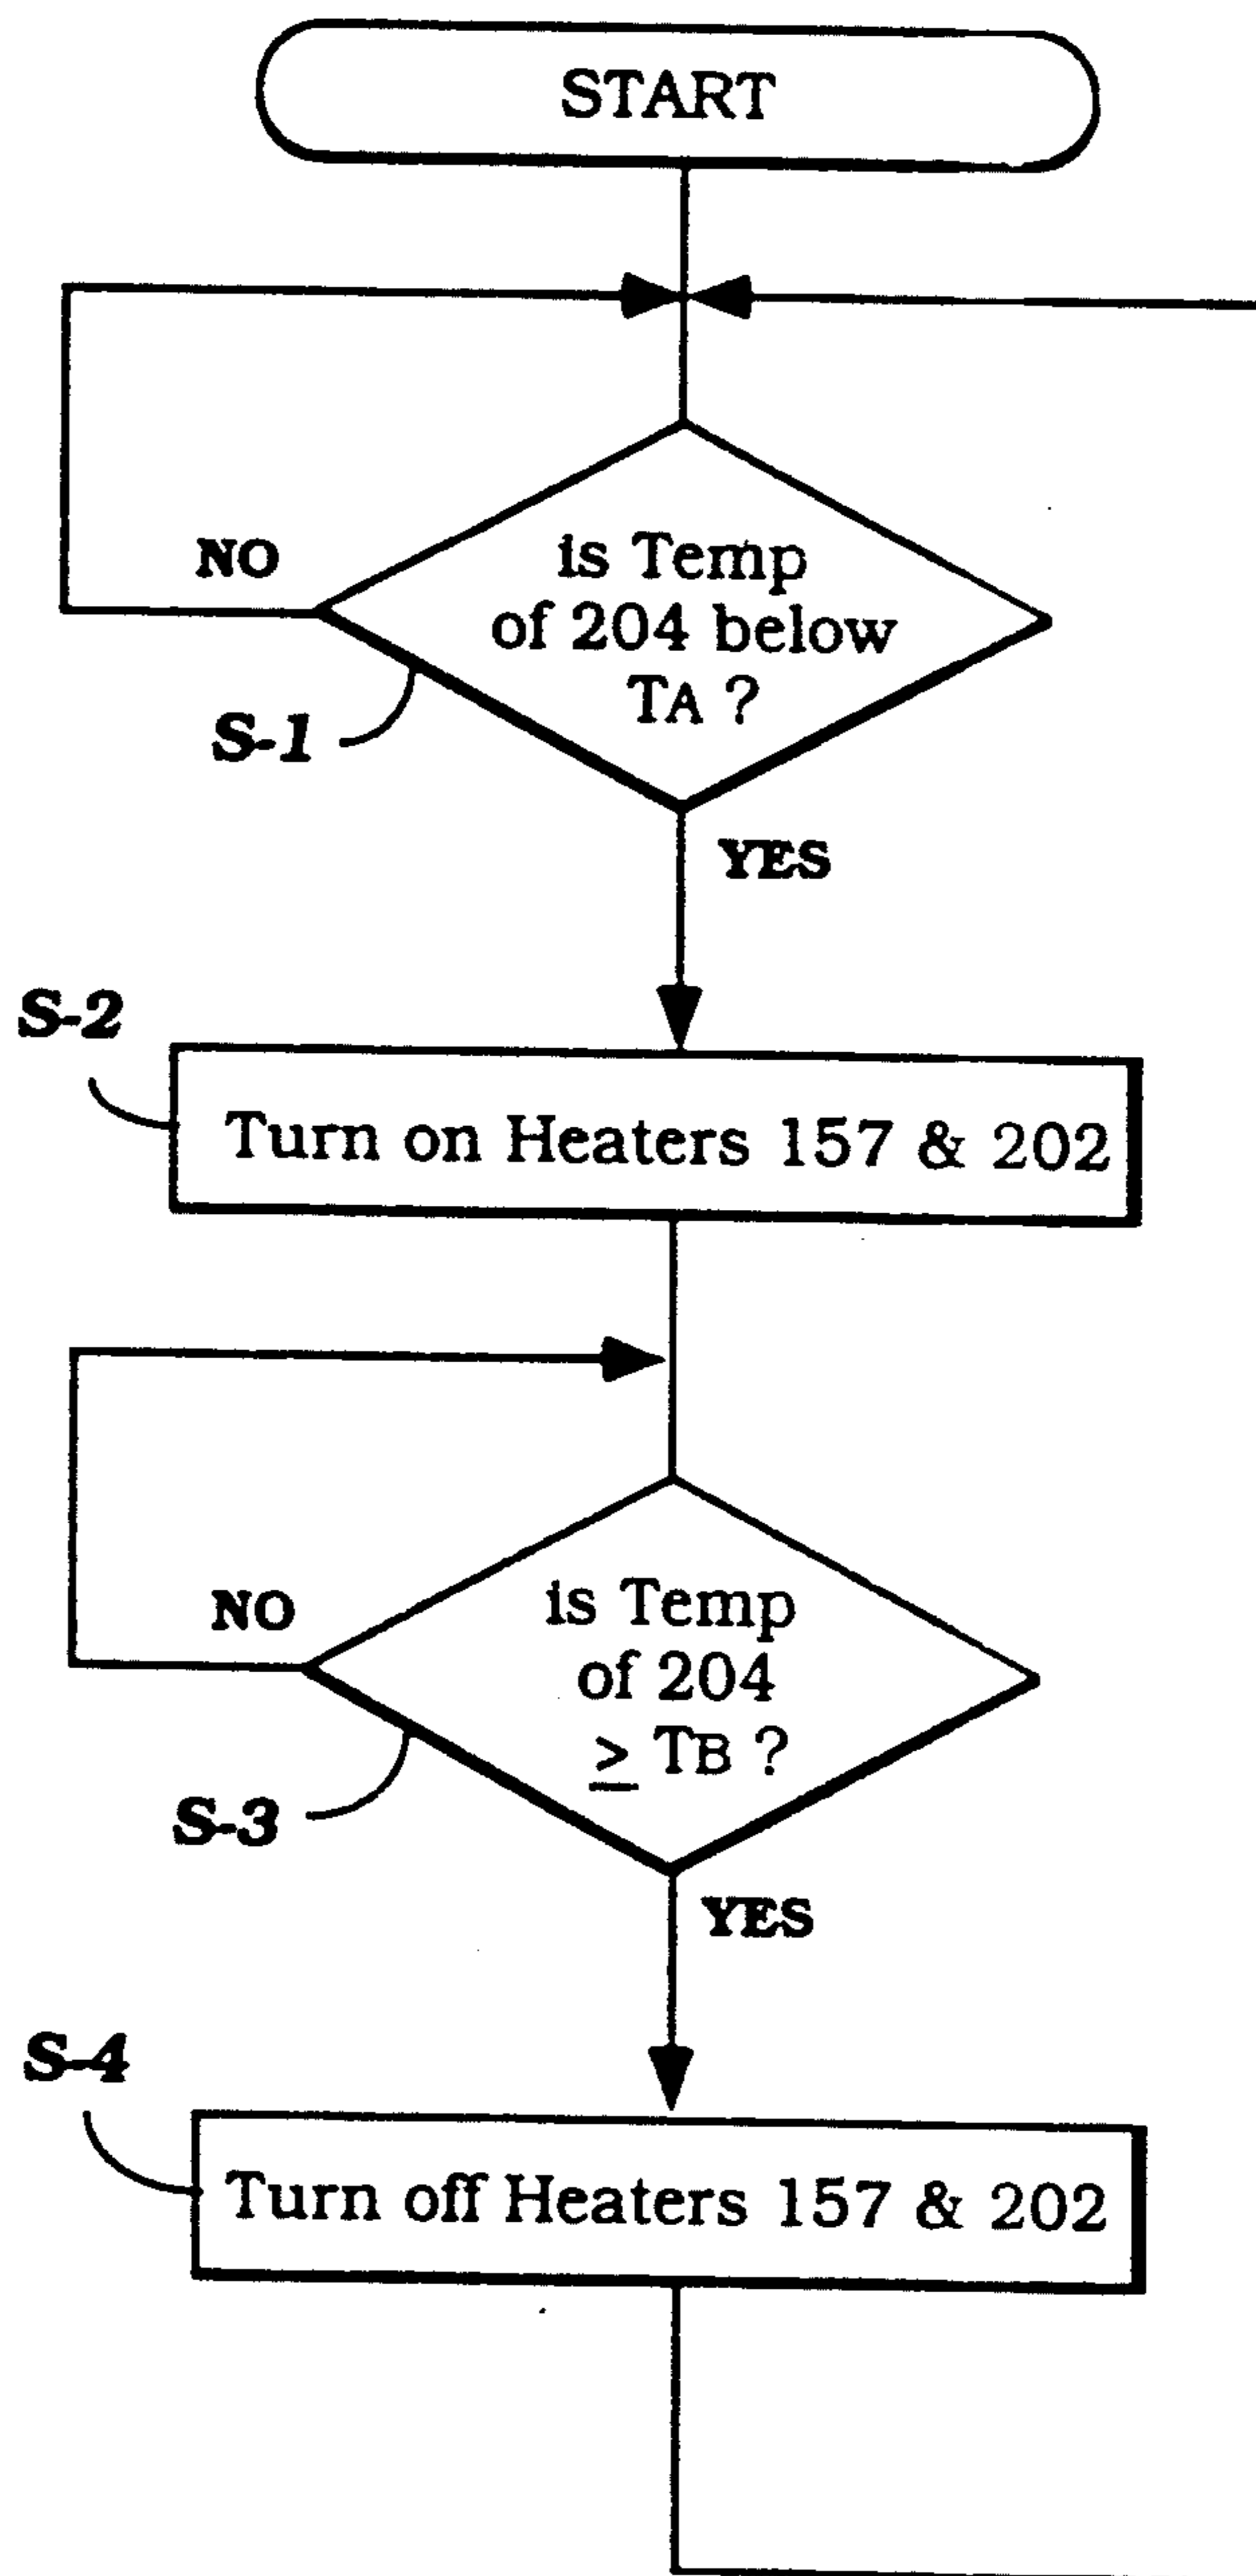 START
NO
is Temp
of 204 below
TA ?
S-1
YES
S-2
Turn on Heaters 157 & 202
NO
is Temp
of 204
≥ TB ?
S-3
YES
S-4
Turn off Heaters 157 & 202